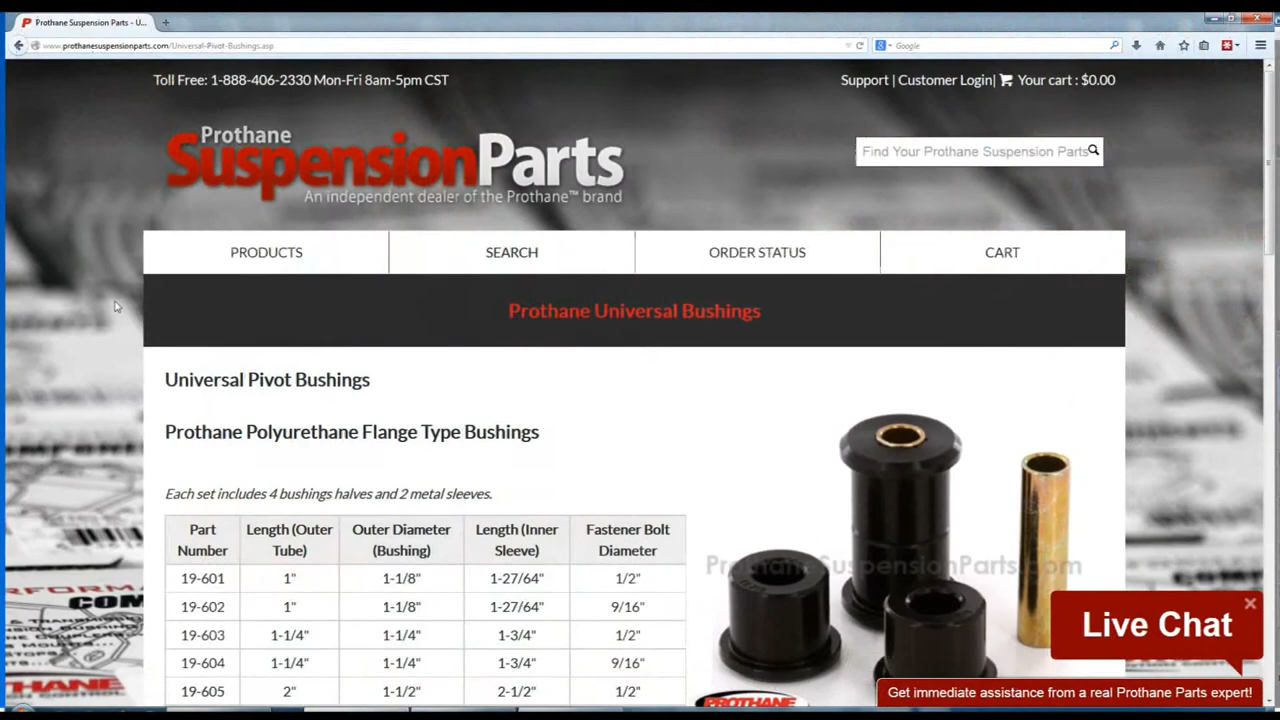 Prothane Suspension Parts - U...
www.prothanesuspensionparts.com/Universal-Pivot-Bushings.asp
Google
Toll Free: 1-888-406-2330 Mon-Fri 8am-5pm CST
Support | Customer Login| Your cart : $0.00
Prothane
SuspensionParts
An independent dealer of the Prothane™ brand
Find Your Prothane Suspension Parts
PRODUCTS SEARCH ORDER STATUS CART
Prothane Universal Bushings
Universal Pivot Bushings
Prothane Polyurethane Flange Type Bushings
Each set includes 4 bushings halves and 2 metal sleeves.
Part Number Length (Outer Tube) Outer Diameter (Bushing) Length (Inner Sleeve) Fastener Bolt Diameter
19-601 1" 1-1/8" 1-27/64" 1/2"
19-602 1" 1-1/8" 1-27/64" 9/16"
19-603 1-1/4" 1-1/4" 1-3/4" 1/2"
19-604 1-1/4" 1-1/4" 1-3/4" 9/16"
19-605 2" 1-1/2" 2-1/2" 1/2"
ProthaneSuspensionParts.com
PROTHANE
Live Chat
Get immediate assistance from a real Prothane Parts expert!